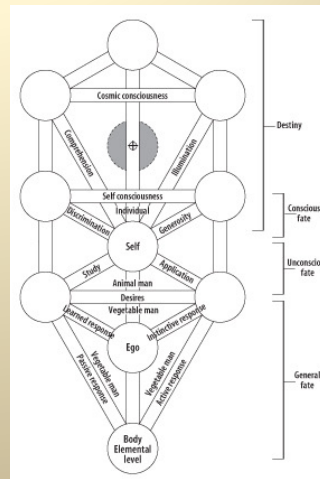 Cosmic consciousness
Destiny
Comprehension
Illumination
Self consciousness
Individual
Conscious
fate
Discrimination
Generosity
Self
Study
Application
Unconscio
fate
Animal man
Desires
Vegetable man
Learned response
Instinctive response
Ego
General
fate
Vegetable man
Passive response
Vegetable man
Active response
Body
Elemental
level